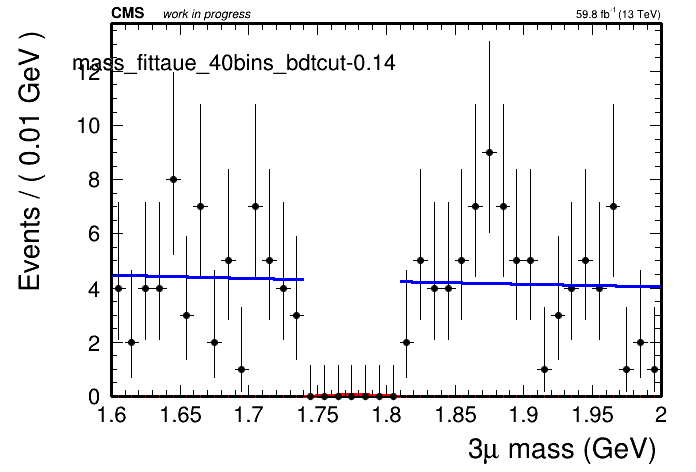 CMS work in progress 59.8 fb⁻¹ (13 TeV)
mass_fittaue_40bins_bdtcut-0.14
Events / ( 0.01 GeV )
12
10
8
6
4
2
0
1.6 1.65 1.7 1.75 1.8 1.85 1.9 1.95 2
3μ mass (GeV)